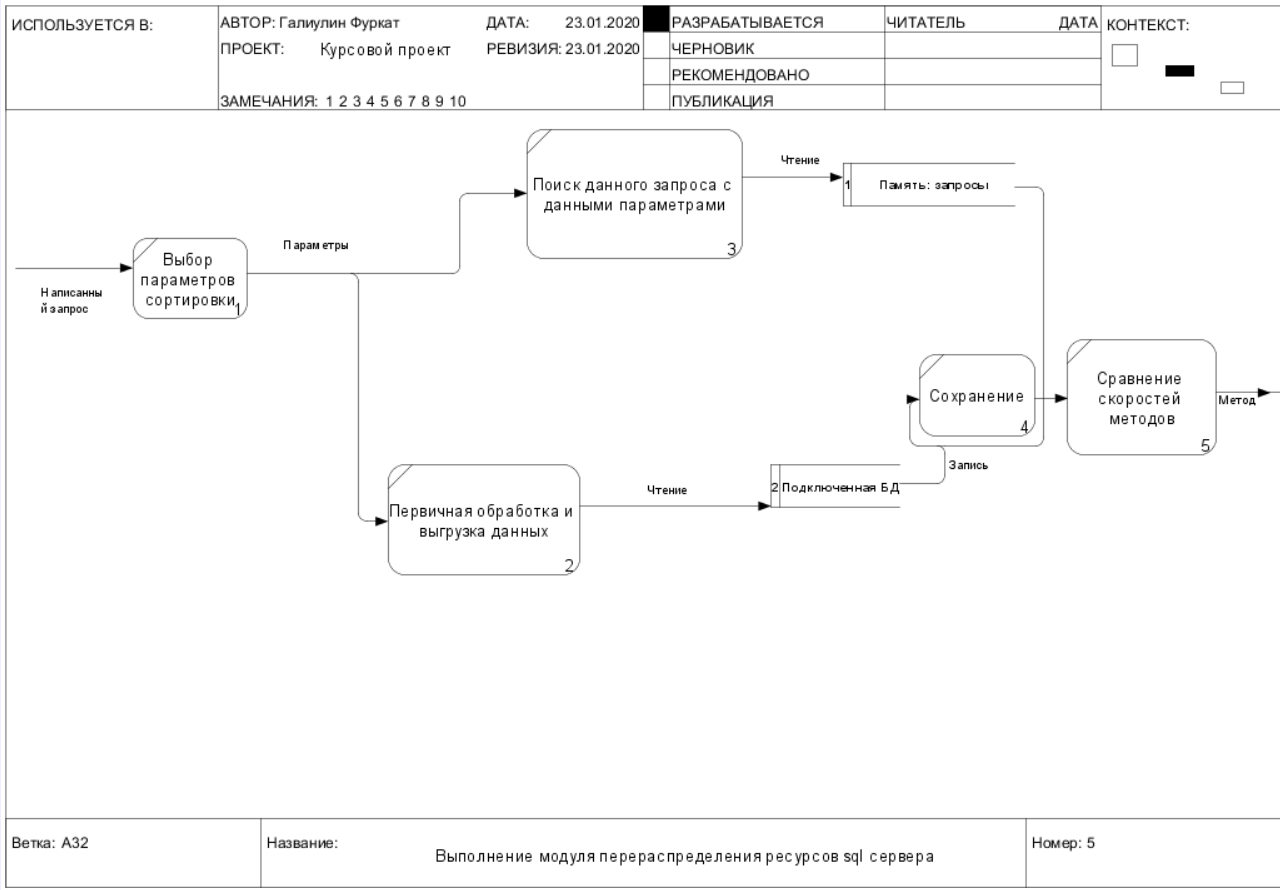 ИСПОЛЬЗУЕТСЯ В:
АВТОР: Галиулин Фуркат
ДАТА: 23.01.2020
РАЗРАБАТЫВАЕТСЯ
ЧИТАТЕЛЬ
ДАТА
КОНТЕКСТ:
ПРОЕКТ: Курсовой проект
РЕВИЗИЯ: 23.01.2020
ЧЕРНОВИК
РЕКОМЕНДОВАНО
ЗАМЕЧАНИЯ: 1 2 3 4 5 6 7 8 9 10
ПУБЛИКАЦИЯ
Поиск данного запроса с
данными параметрами
3
Чтение
1 Память: запросы
Написанны
й запрос
Выбор
параметров
сортировки
1
Параметры
Сохранение
4
Сравнение
скоростей
методов
5
Метод
Первичная обработка и
выгрузка данных
2
Чтение
2 Подключенная БД
Запись
Ветка: A32
Название:
Выполнение модуля перераспределения ресурсов sql сервера
Номер: 5